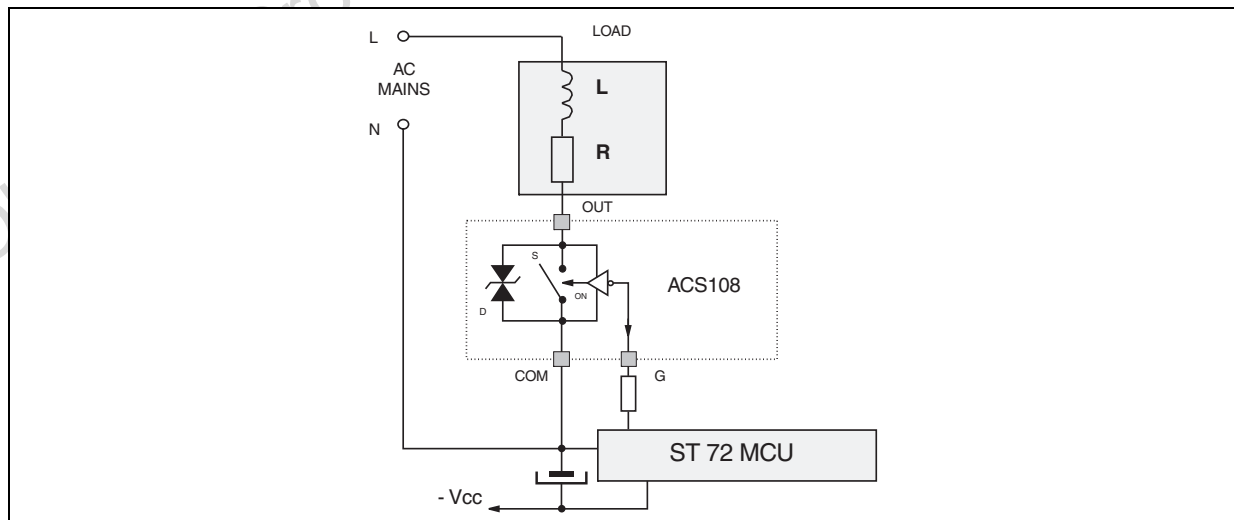 LOAD
L
AC
MAINS
N
L
R
OUT
S
ON
D
ACS108
COM
G
ST 72 MCU
- Vcc